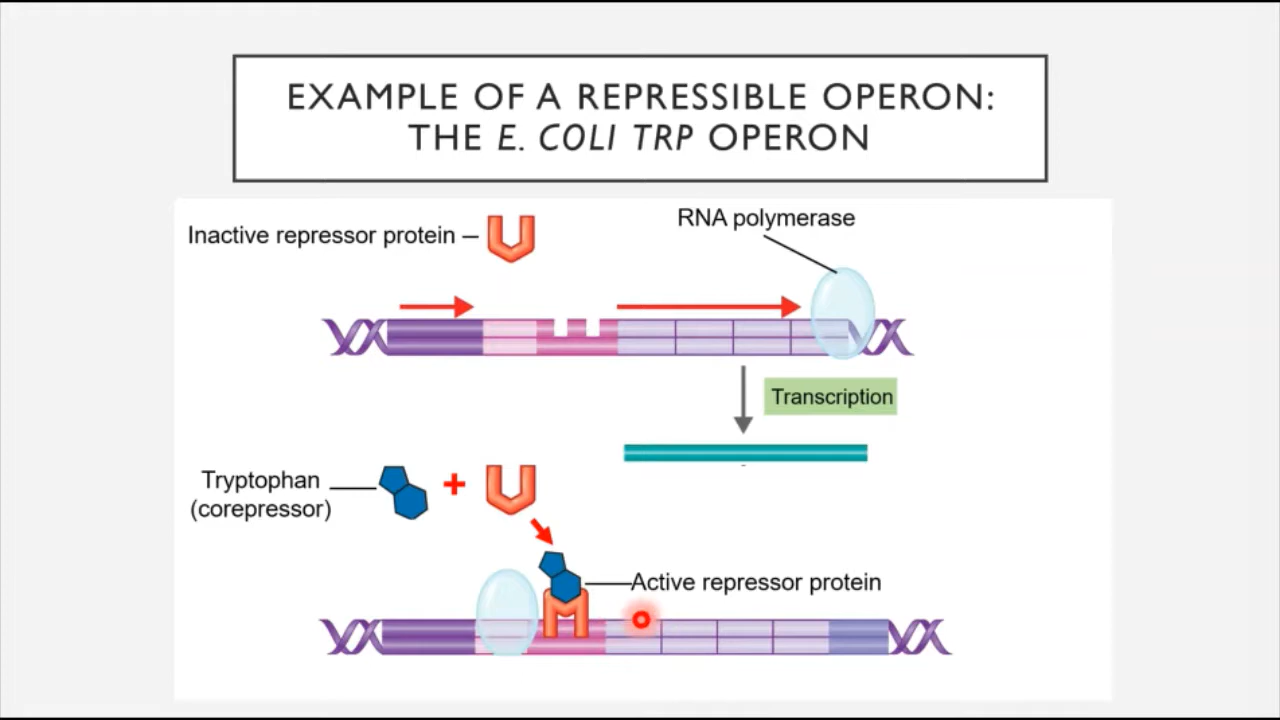 EXAMPLE OF A REPRESSIBLE OPERON:
THE E. COLI TRP OPERON
RNA polymerase
Inactive repressor protein
Transcription
Tryptophan
(corepressor)
+
Active repressor protein